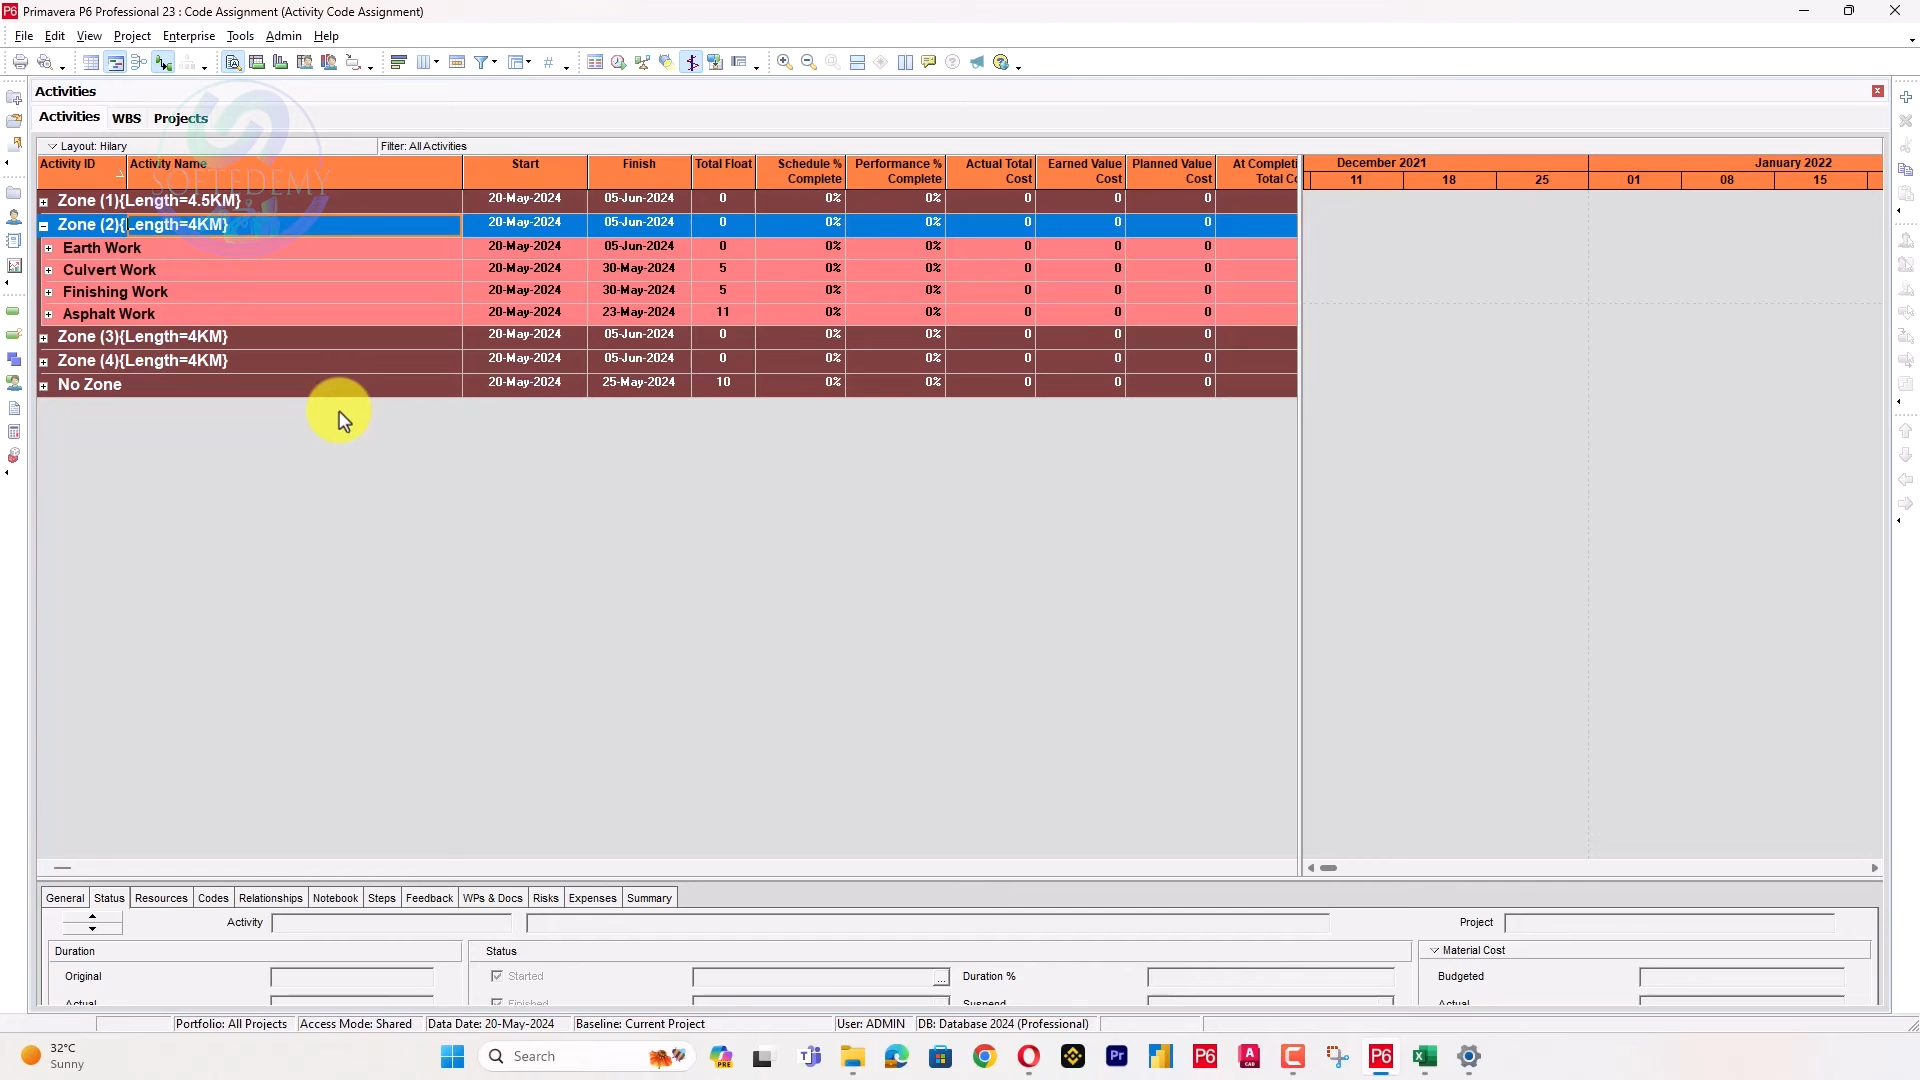 Primavera P6 Professional 23 : Code Assignment (Activity Code Assignment)
File Edit View Project Enterprise Tools Admin Help
Activities
Activities WBS Projects
Layout: Hilary Filter: All Activities
Activity ID Activity Name Start Finish Total Float Schedule % Complete Performance % Complete Actual Total Cost Earned Value Cost Planned Value Cost At Completi Total Co December 2021 January 2022
11 18 25 01 08 15
SOFTEDEMY
Zone (1){Length=4.5KM} 20-May-2024 05-Jun-2024 0 0% 0% 0 0 0
Zone (2){Length=4KM} 20-May-2024 05-Jun-2024 0 0% 0% 0 0 0
Earth Work 20-May-2024 05-Jun-2024 0 0% 0% 0 0 0
Culvert Work 20-May-2024 30-May-2024 5 0% 0% 0 0 0
Finishing Work 20-May-2024 30-May-2024 5 0% 0% 0 0 0
Asphalt Work 20-May-2024 23-May-2024 11 0% 0% 0 0 0
Zone (3){Length=4KM} 20-May-2024 05-Jun-2024 0 0% 0% 0 0 0
Zone (4){Length=4KM} 20-May-2024 05-Jun-2024 0 0% 0% 0 0 0
No Zone 20-May-2024 25-May-2024 10 0% 0% 0 0 0
General Status Resources Codes Relationships Notebook Steps Feedback WPs & Docs Risks Expenses Summary
Activity Project
Duration Status Material Cost
Original Started ... Duration % Budgeted
Actual Finished Suspend Actual
Portfolio: All Projects Access Mode: Shared Data Date: 20-May-2024 Baseline: Current Project User: ADMIN DB: Database 2024 (Professional)
32°C
Sunny
Search